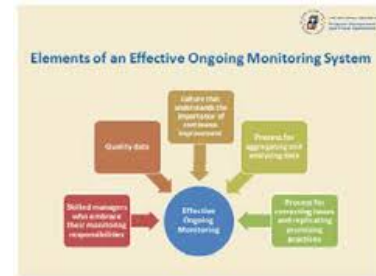 Elements of an Effective Ongoing Monitoring System
Culture that
understands the
importance of
continuous
improvement
Quality data
Process for
aggregating and
analyzing data
Skilled managers
who embrace
their monitoring
responsibilities
Effective
Ongoing
Monitoring
Process for
correcting issues
and replicating
promising
practices